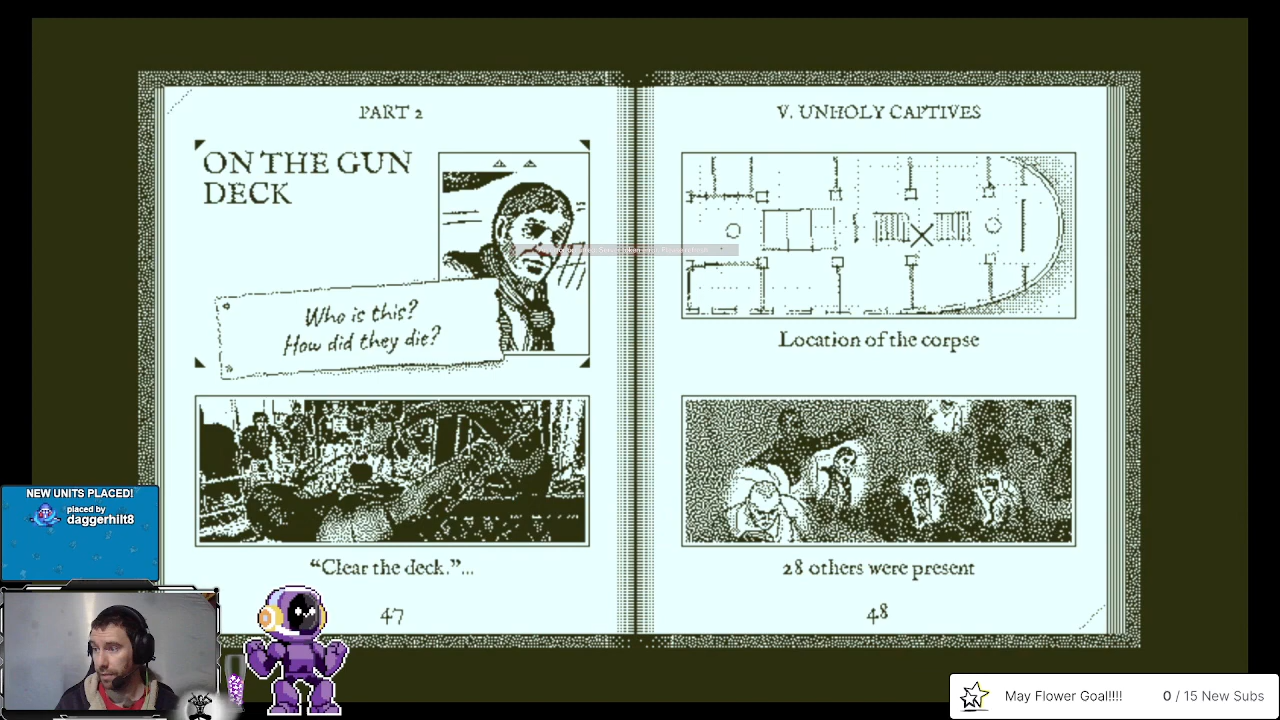 PART 2
V. UNHOLY CAPTIVES
ON THE GUN
DECK
Who is this?
How did they die?
Location of the corpse
"Clear the deck."...
28 others were present
47
48
NEW UNITS PLACED!
placed by
daggerhilt8
May Flower Goal!!!!
0 / 15 New Subs